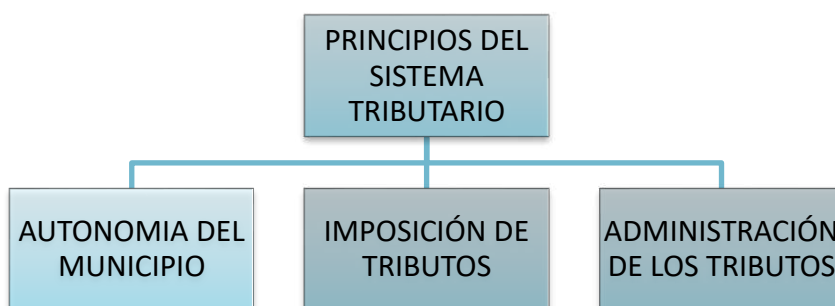 PRINCIPIOS DEL
SISTEMA
TRIBUTARIO
AUTONOMIA DEL
MUNICIPIO
IMPOSICIÓN DE
TRIBUTOS
ADMINISTRACIÓN
DE LOS TRIBUTOS